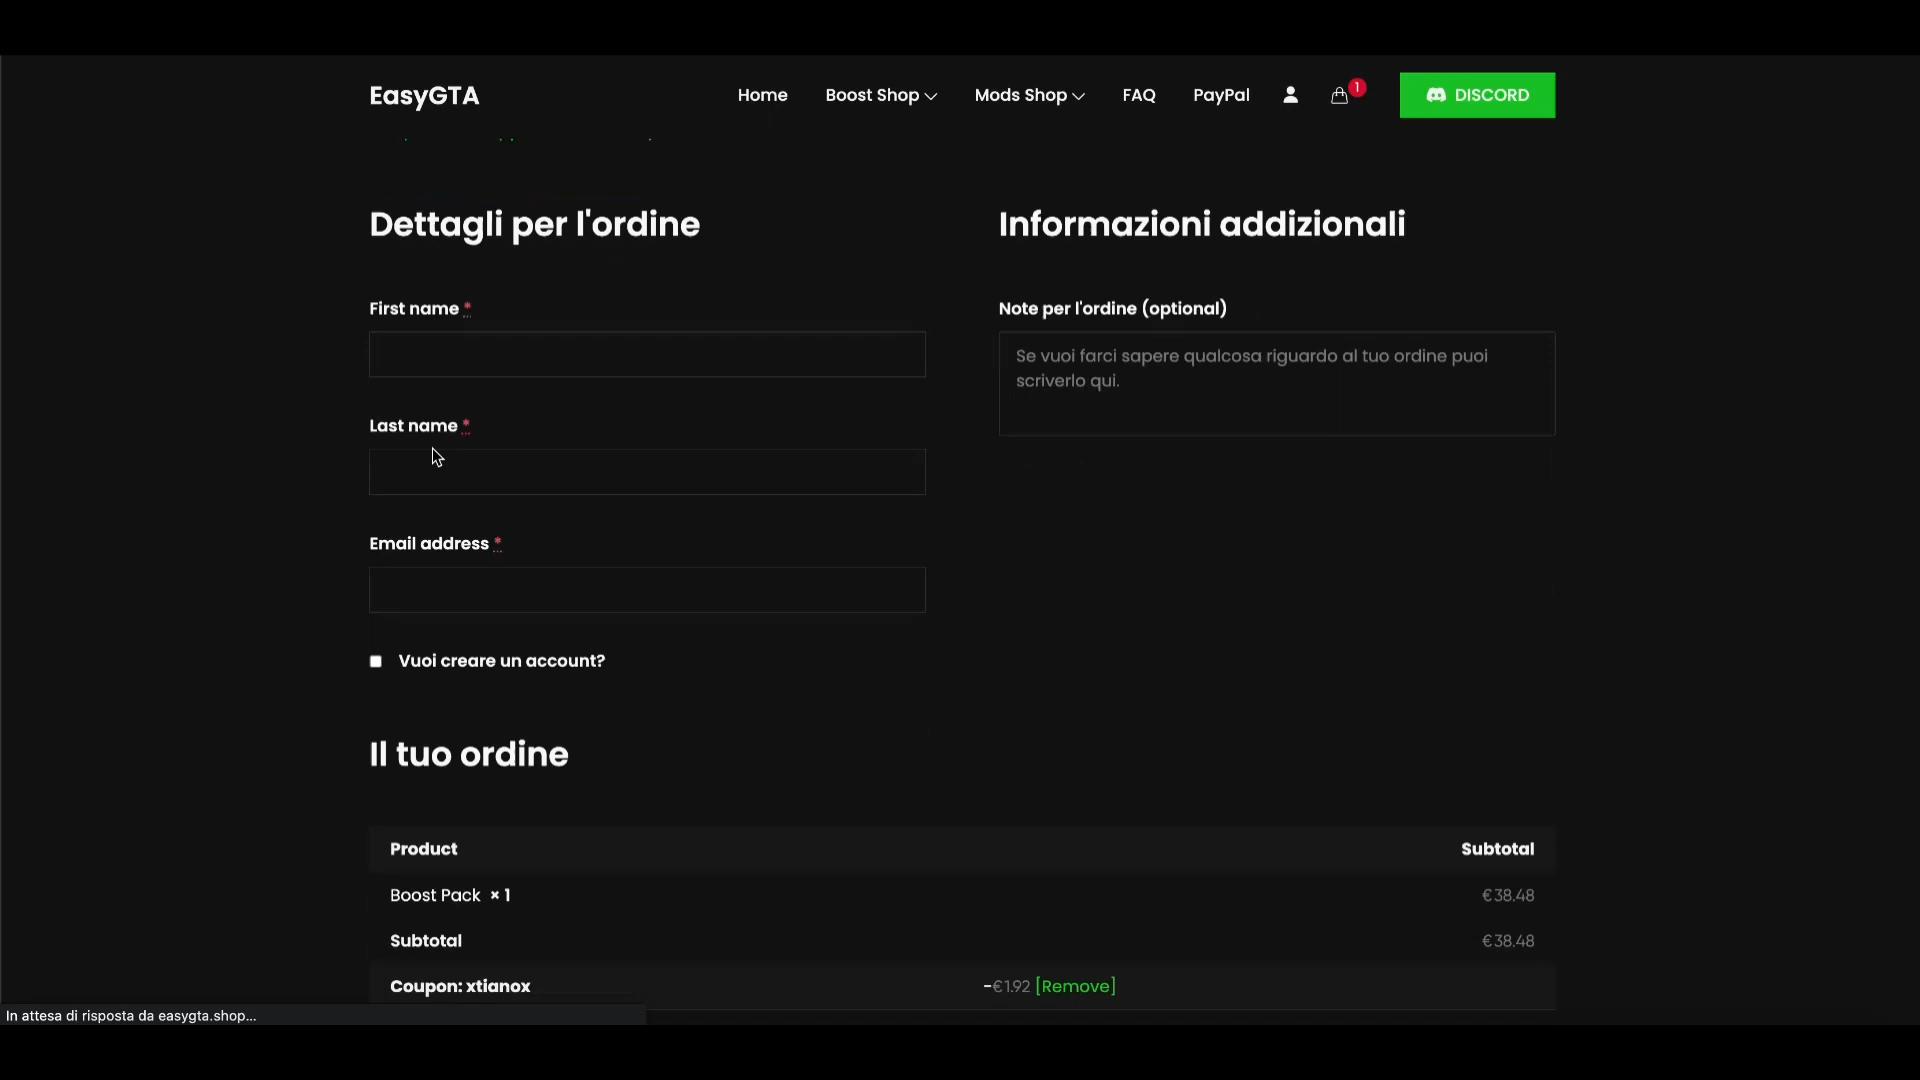 EasyGTA
Home
Boost Shop
Mods Shop
FAQ
PayPal
1
DISCORD
Dettagli per l'ordine
First name *
Last name *
Email address *
Vuoi creare un account?
Informazioni addizionali
Note per l'ordine (optional)
Se vuoi farci sapere qualcosa riguardo al tuo ordine puoi
scriverlo qui.
Il tuo ordine
Product Subtotal
Boost Pack × 1 €38.48
Subtotal €38.48
Coupon: xtianox -€1.92 [Remove]
In attesa di risposta da easygta.shop...